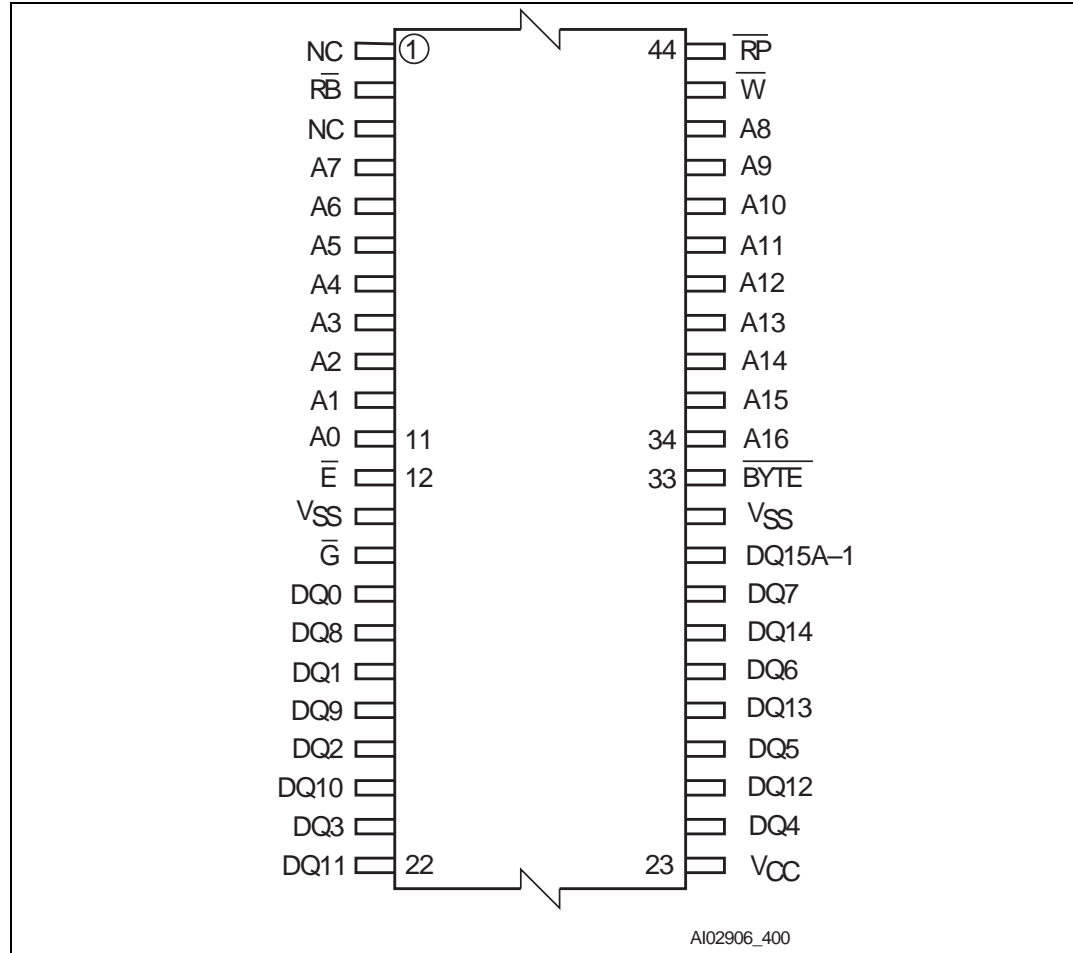 NC 1 44 R̅P̅
RB̅ W̅
NC A8
A7 A9
A6 A10
A5 A11
A4 A12
A3 A13
A2 A14
A1 A15
A0 11 34 A16
E̅ 12 33 B̅Y̅T̅E̅
VSS VSS
G̅ DQ15A–1
DQ0 DQ7
DQ8 DQ14
DQ1 DQ6
DQ9 DQ13
DQ2 DQ5
DQ10 DQ12
DQ3 DQ4
DQ11 22 23 VCC
AI02906_400